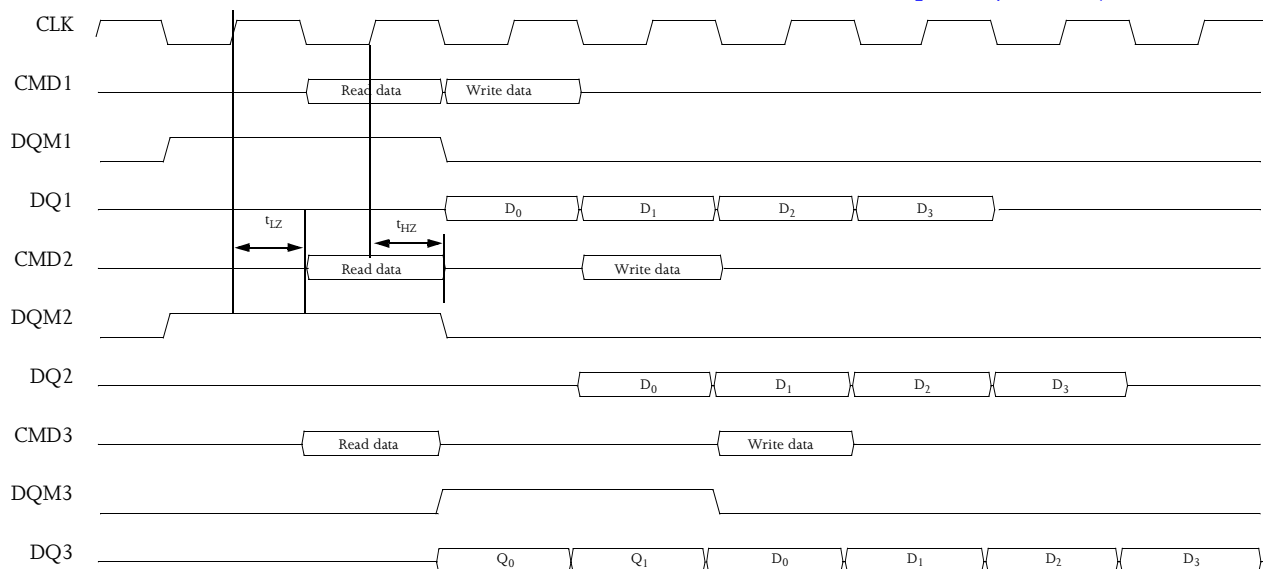 CLK
CMD1 Read data Write data
DQM1
DQ1 D0 D1 D2 D3
tLZ tHZ
CMD2 Read data Write data
DQM2
DQ2 D0 D1 D2 D3
CMD3 Read data Write data
DQM3
DQ3 Q0 Q1 D0 D1 D2 D3